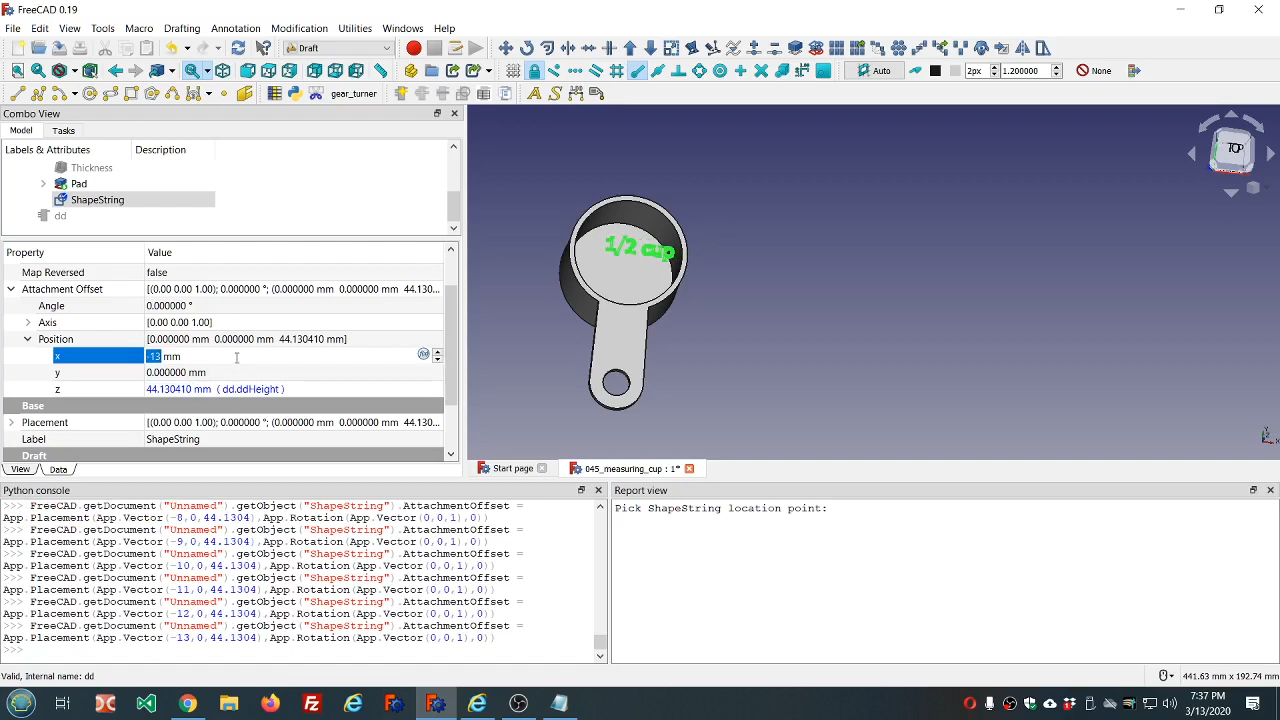 FreeCAD 0.19
File Edit View Tools Macro Drafting Annotation Modification Utilities Windows Help
Draft
Auto 2px 1.200000 None
gear_turner
Combo View
Model Tasks
Labels & Attributes Description
Thickness
Pad
ShapeString
dd
Property Value
Map Reversed false
Attachment Offset [(0.00 0.00 1.00); 0.000000 °; (0.000000 mm 0.000000 mm 44.130...
Angle 0.000000 °
Axis [0.00 0.00 1.00]
Position [0.000000 mm 0.000000 mm 44.130410 mm]
x -13 mm
y 0.000000 mm
z 44.130410 mm ( dd.ddHeight )
Base
Placement [(0.00 0.00 1.00); 0.000000 °; (0.000000 mm 0.000000 mm 44.130...
Label ShapeString
Draft
View Data
1/2 cup
TOP
Start page 045_measuring_cup : 1*
Python console
>>> FreeCAD.getDocument("Unnamed").getObject("ShapeString").AttachmentOffset =
App.Placement(App.Vector(-8,0,44.1304),App.Rotation(App.Vector(0,0,1),0))
>>> FreeCAD.getDocument("Unnamed").getObject("ShapeString").AttachmentOffset =
App.Placement(App.Vector(-9,0,44.1304),App.Rotation(App.Vector(0,0,1),0))
>>> FreeCAD.getDocument("Unnamed").getObject("ShapeString").AttachmentOffset =
App.Placement(App.Vector(-10,0,44.1304),App.Rotation(App.Vector(0,0,1),0))
>>> FreeCAD.getDocument("Unnamed").getObject("ShapeString").AttachmentOffset =
App.Placement(App.Vector(-11,0,44.1304),App.Rotation(App.Vector(0,0,1),0))
>>> FreeCAD.getDocument("Unnamed").getObject("ShapeString").AttachmentOffset =
App.Placement(App.Vector(-12,0,44.1304),App.Rotation(App.Vector(0,0,1),0))
>>> FreeCAD.getDocument("Unnamed").getObject("ShapeString").AttachmentOffset =
App.Placement(App.Vector(-13,0,44.1304),App.Rotation(App.Vector(0,0,1),0))
>>>
Report view
Pick ShapeString location point:
Valid, Internal name: dd
441.63 mm x 192.74 mm
7:37 PM
3/13/2020